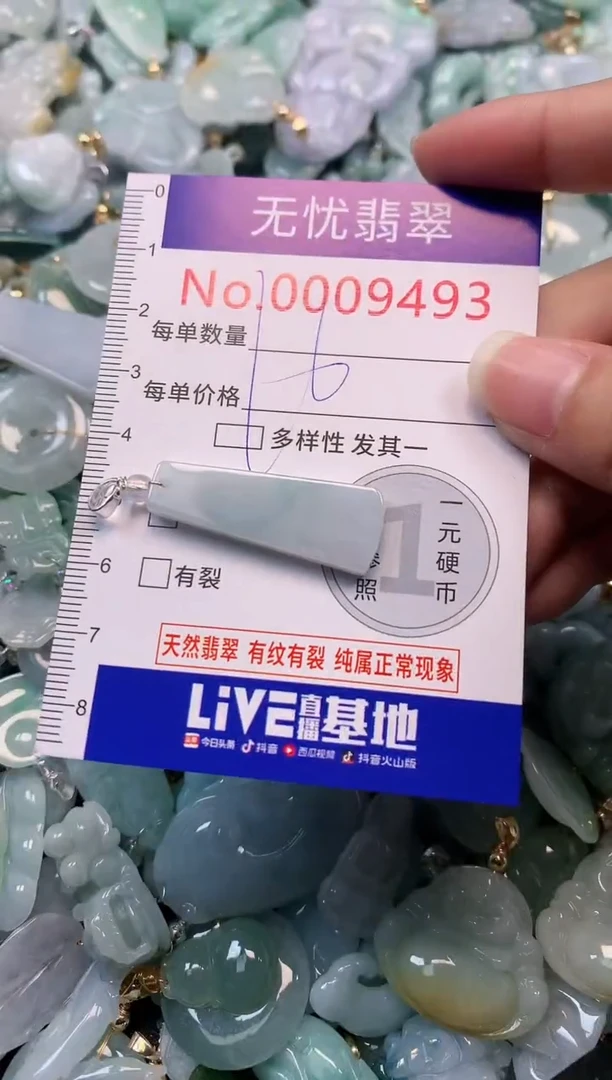 无忧翡翠
No.0009493
0
1
2
3
4
6
7
8
每单数量
每单价格
多样性 发其一
1
一元硬币
照
有裂
天然翡翠 有纹有裂 纯属正常现象
LiVE直播基地
今日头条 抖音 西瓜视频 抖音火山版